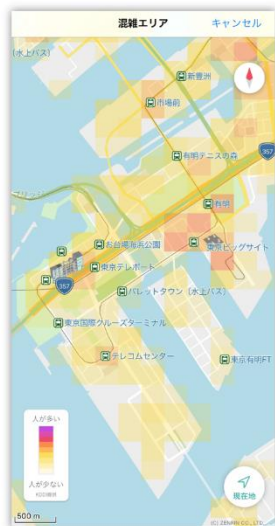 混雑エリア
キャンセル
(水上バス)
新豊洲
市場前
有明テニスの森
357
有明
お台場海浜公園
東京ビッグサイト
東京テレポート
357
パレットタウン（水上バス）
東京国際クルーズターミナル
テレコムセンター
東京有明FT
人が多い
人が少ない
500 m
現在地
(C) ZENRIN CO., LTD.